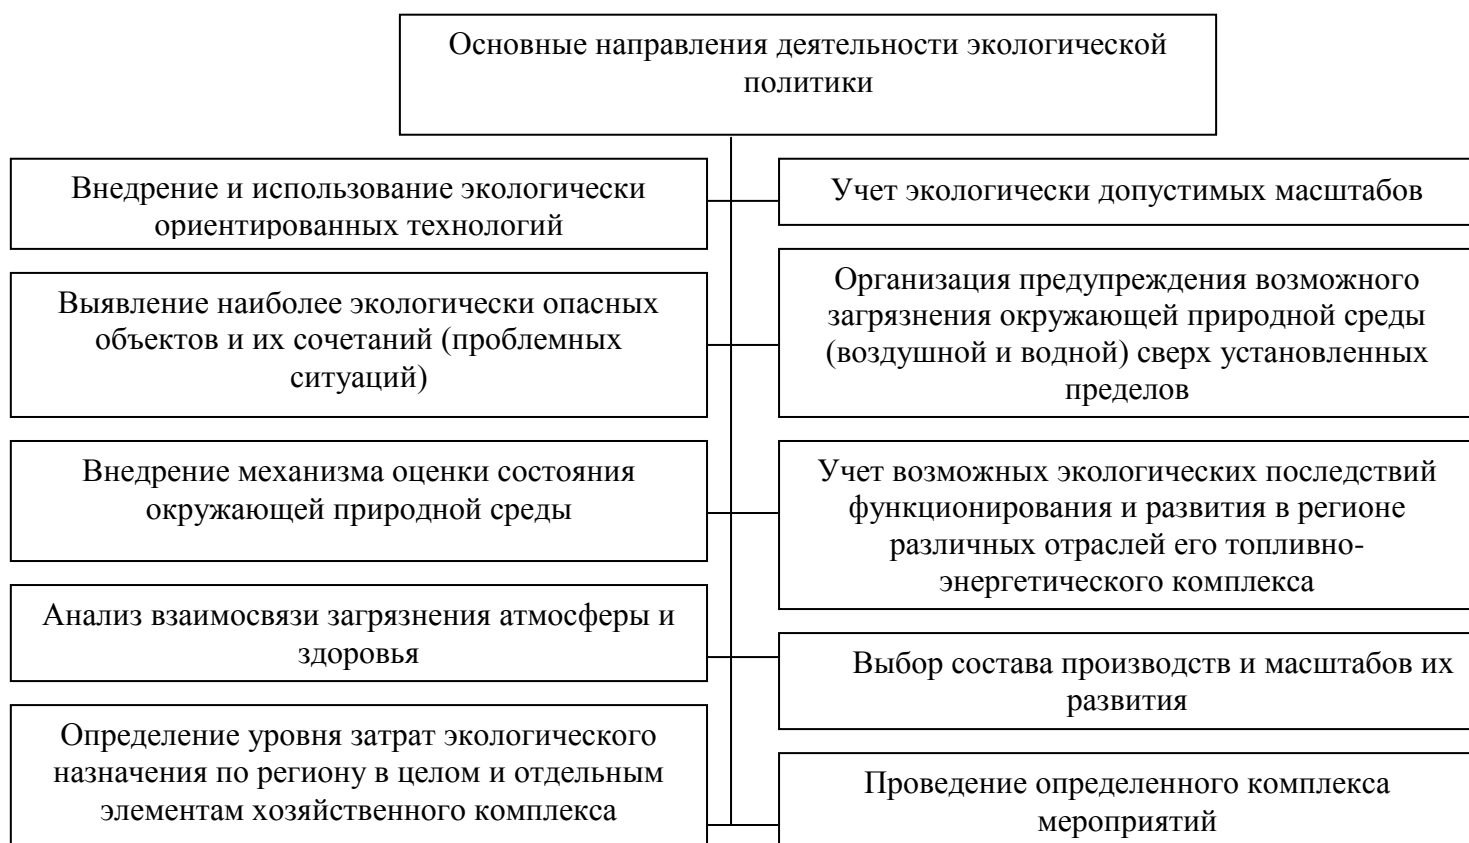 Основные направления деятельности экологической
политики
Внедрение и использование экологически
ориентированных технологий
Учет экологически допустимых масштабов
Выявление наиболее экологически опасных
объектов и их сочетаний (проблемных
ситуаций)
Организация предупреждения возможного
загрязнения окружающей природной среды
(воздушной и водной) сверх установленных
пределов
Внедрение механизма оценки состояния
окружающей природной среды
Учет возможных экологических последствий
функционирования и развития в регионе
различных отраслей его топливно-
энергетического комплекса
Анализ взаимосвязи загрязнения атмосферы и
здоровья
Выбор состава производств и масштабов их
развития
Определение уровня затрат экологического
назначения по региону в целом и отдельным
элементам хозяйственного комплекса
Проведение определенного комплекса
мероприятий